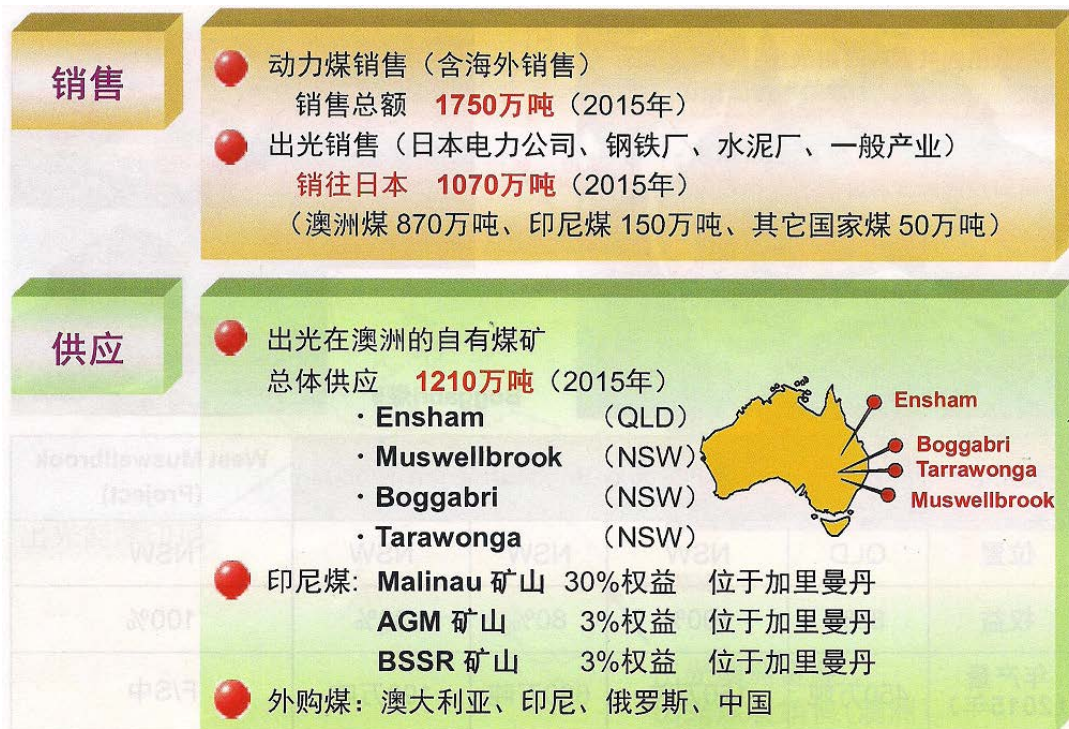 销售
动力煤销售（含海外销售）
销售总额 1750万吨（2015年）
出光销售（日本电力公司、钢铁厂、水泥厂、一般产业）
销往日本 1070万吨（2015年）
（澳洲煤 870万吨、印尼煤 150万吨、其它国家煤 50万吨）
供应
出光在澳洲的自有煤矿
总体供应 1210万吨（2015年）
· Ensham （QLD）
· Muswellbrook （NSW）
· Boggabri （NSW）
· Tarawonga （NSW）
Ensham
Boggabri
Tarrawonga
Muswellbrook
印尼煤: Malinau 矿山 30%权益 位于加里曼丹
AGM 矿山 3%权益 位于加里曼丹
BSSR 矿山 3%权益 位于加里曼丹
外购煤：澳大利亚、印尼、俄罗斯、中国